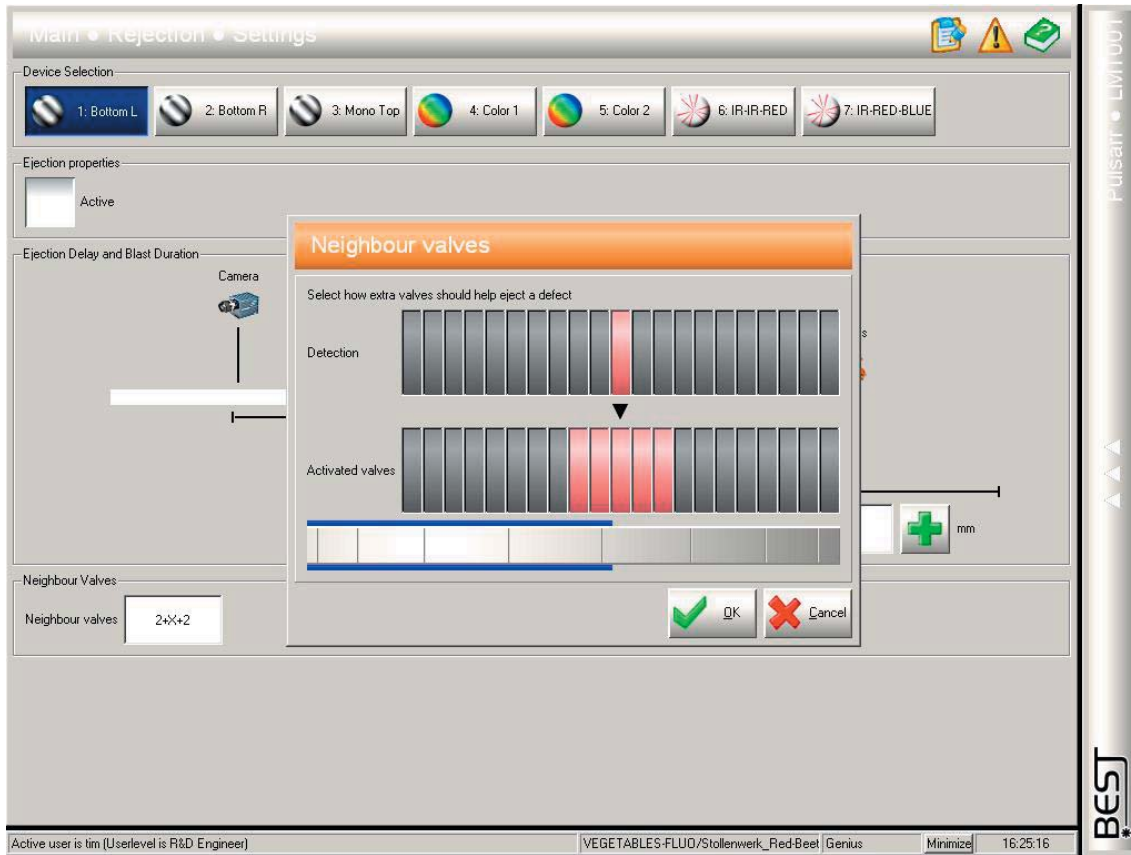 Main • Rejection • Settings
Device Selection
1: Bottom L
2: Bottom R
3: Mono Top
4: Color 1
5: Color 2
6: IR-IR-RED
7: IR-RED-BLUE
Ejection properties
Active
Ejection Delay and Blast Duration
Camera
Neighbour valves
Select how extra valves should help eject a defect
Detection
Activated valves
s
mm
OK
Cancel
Neighbour Valves
Neighbour valves
2+X+2
Active user is tim (Userlevel is R&D Engineer)
VEGETABLES-FLUO/Stollenwerk_Red-Beet
Genius
Minimize
16:25:16
Pulsarr • LMT001
BEST